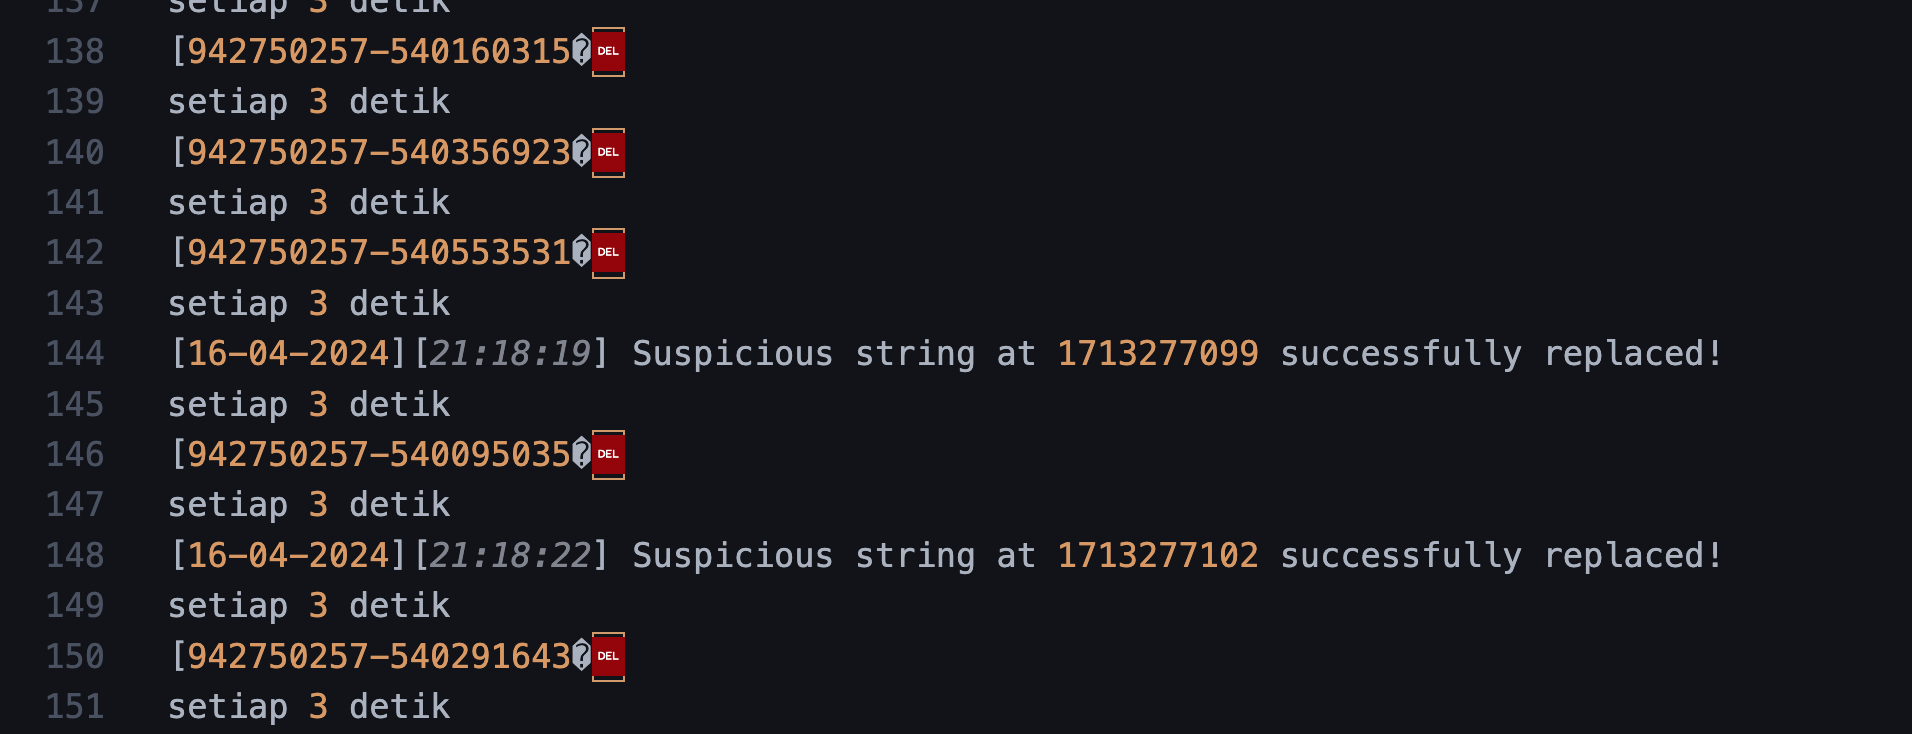 137 setiap 3 detik
138 [942750257-540160315�DEL
139 setiap 3 detik
140 [942750257-540356923�DEL
141 setiap 3 detik
142 [942750257-540553531�DEL
143 setiap 3 detik
144 [16-04-2024][21:18:19] Suspicious string at 1713277099 successfully replaced!
145 setiap 3 detik
146 [942750257-540095035�DEL
147 setiap 3 detik
148 [16-04-2024][21:18:22] Suspicious string at 1713277102 successfully replaced!
149 setiap 3 detik
150 [942750257-540291643�DEL
151 setiap 3 detik